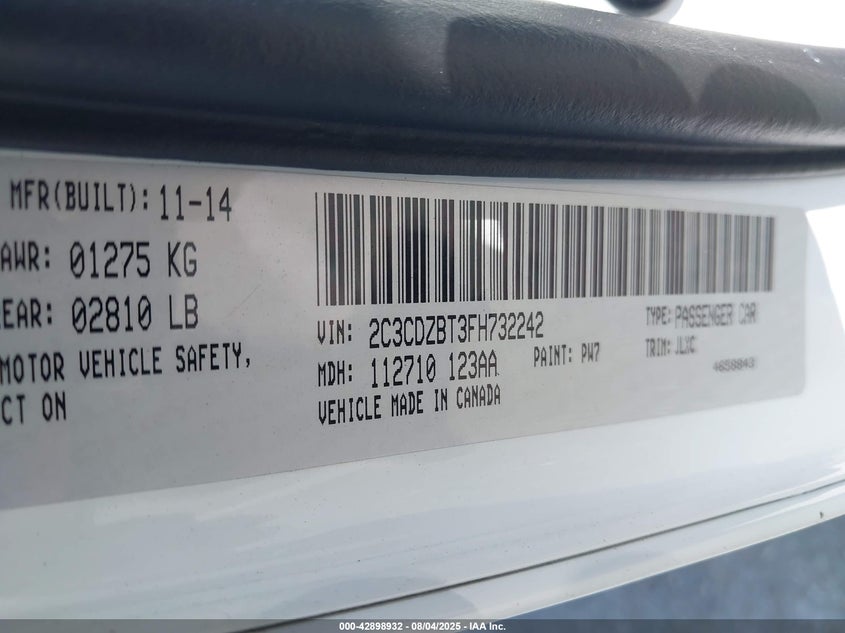 MFR(BUILT): 11-14
AWR: 01275 KG
EAR: 02810 LB
MOTOR VEHICLE SAFETY,
CT ON
VIN: 2C3CDZBT3FH732242
TYPE: PASSENGER CAR
MDH: 112710 123AA
PAINT: PW7
TRIM: JLXC
VEHICLE MADE IN CANADA
4658843
000-42898932 - 08/04/2025 - IAA Inc.